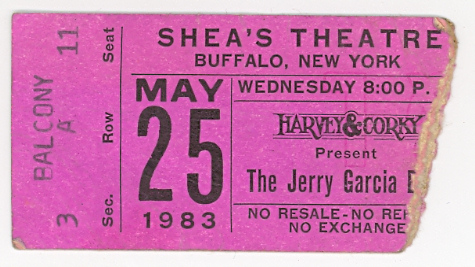 SHEA'S THEATRE
BUFFALO, NEW YORK
MAY
25
1983
WEDNESDAY 8:00 P.
HARVEY & CORKY
Present
The Jerry Garcia
NO RESALE - NO
NO EXCHANGE
Seat 11
Row A
BALCONY
Sec. 3